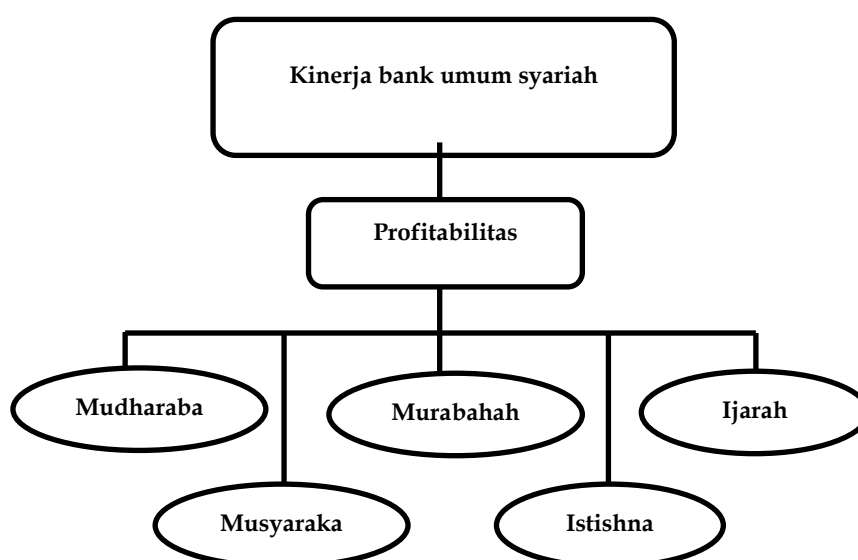 Kinerja bank umum syariah
Profitabilitas
Mudharaba
Murabahah
Ijarah
Musyaraka
Istishna